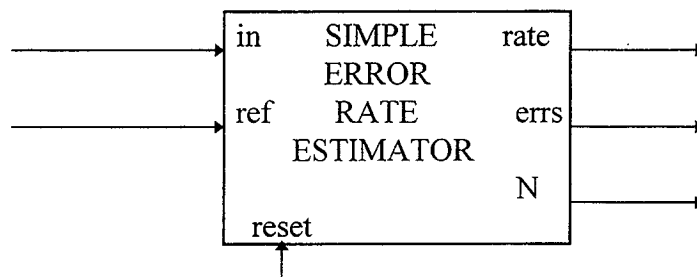 in SIMPLE rate
ERROR
ref RATE errs
ESTIMATOR
N
reset